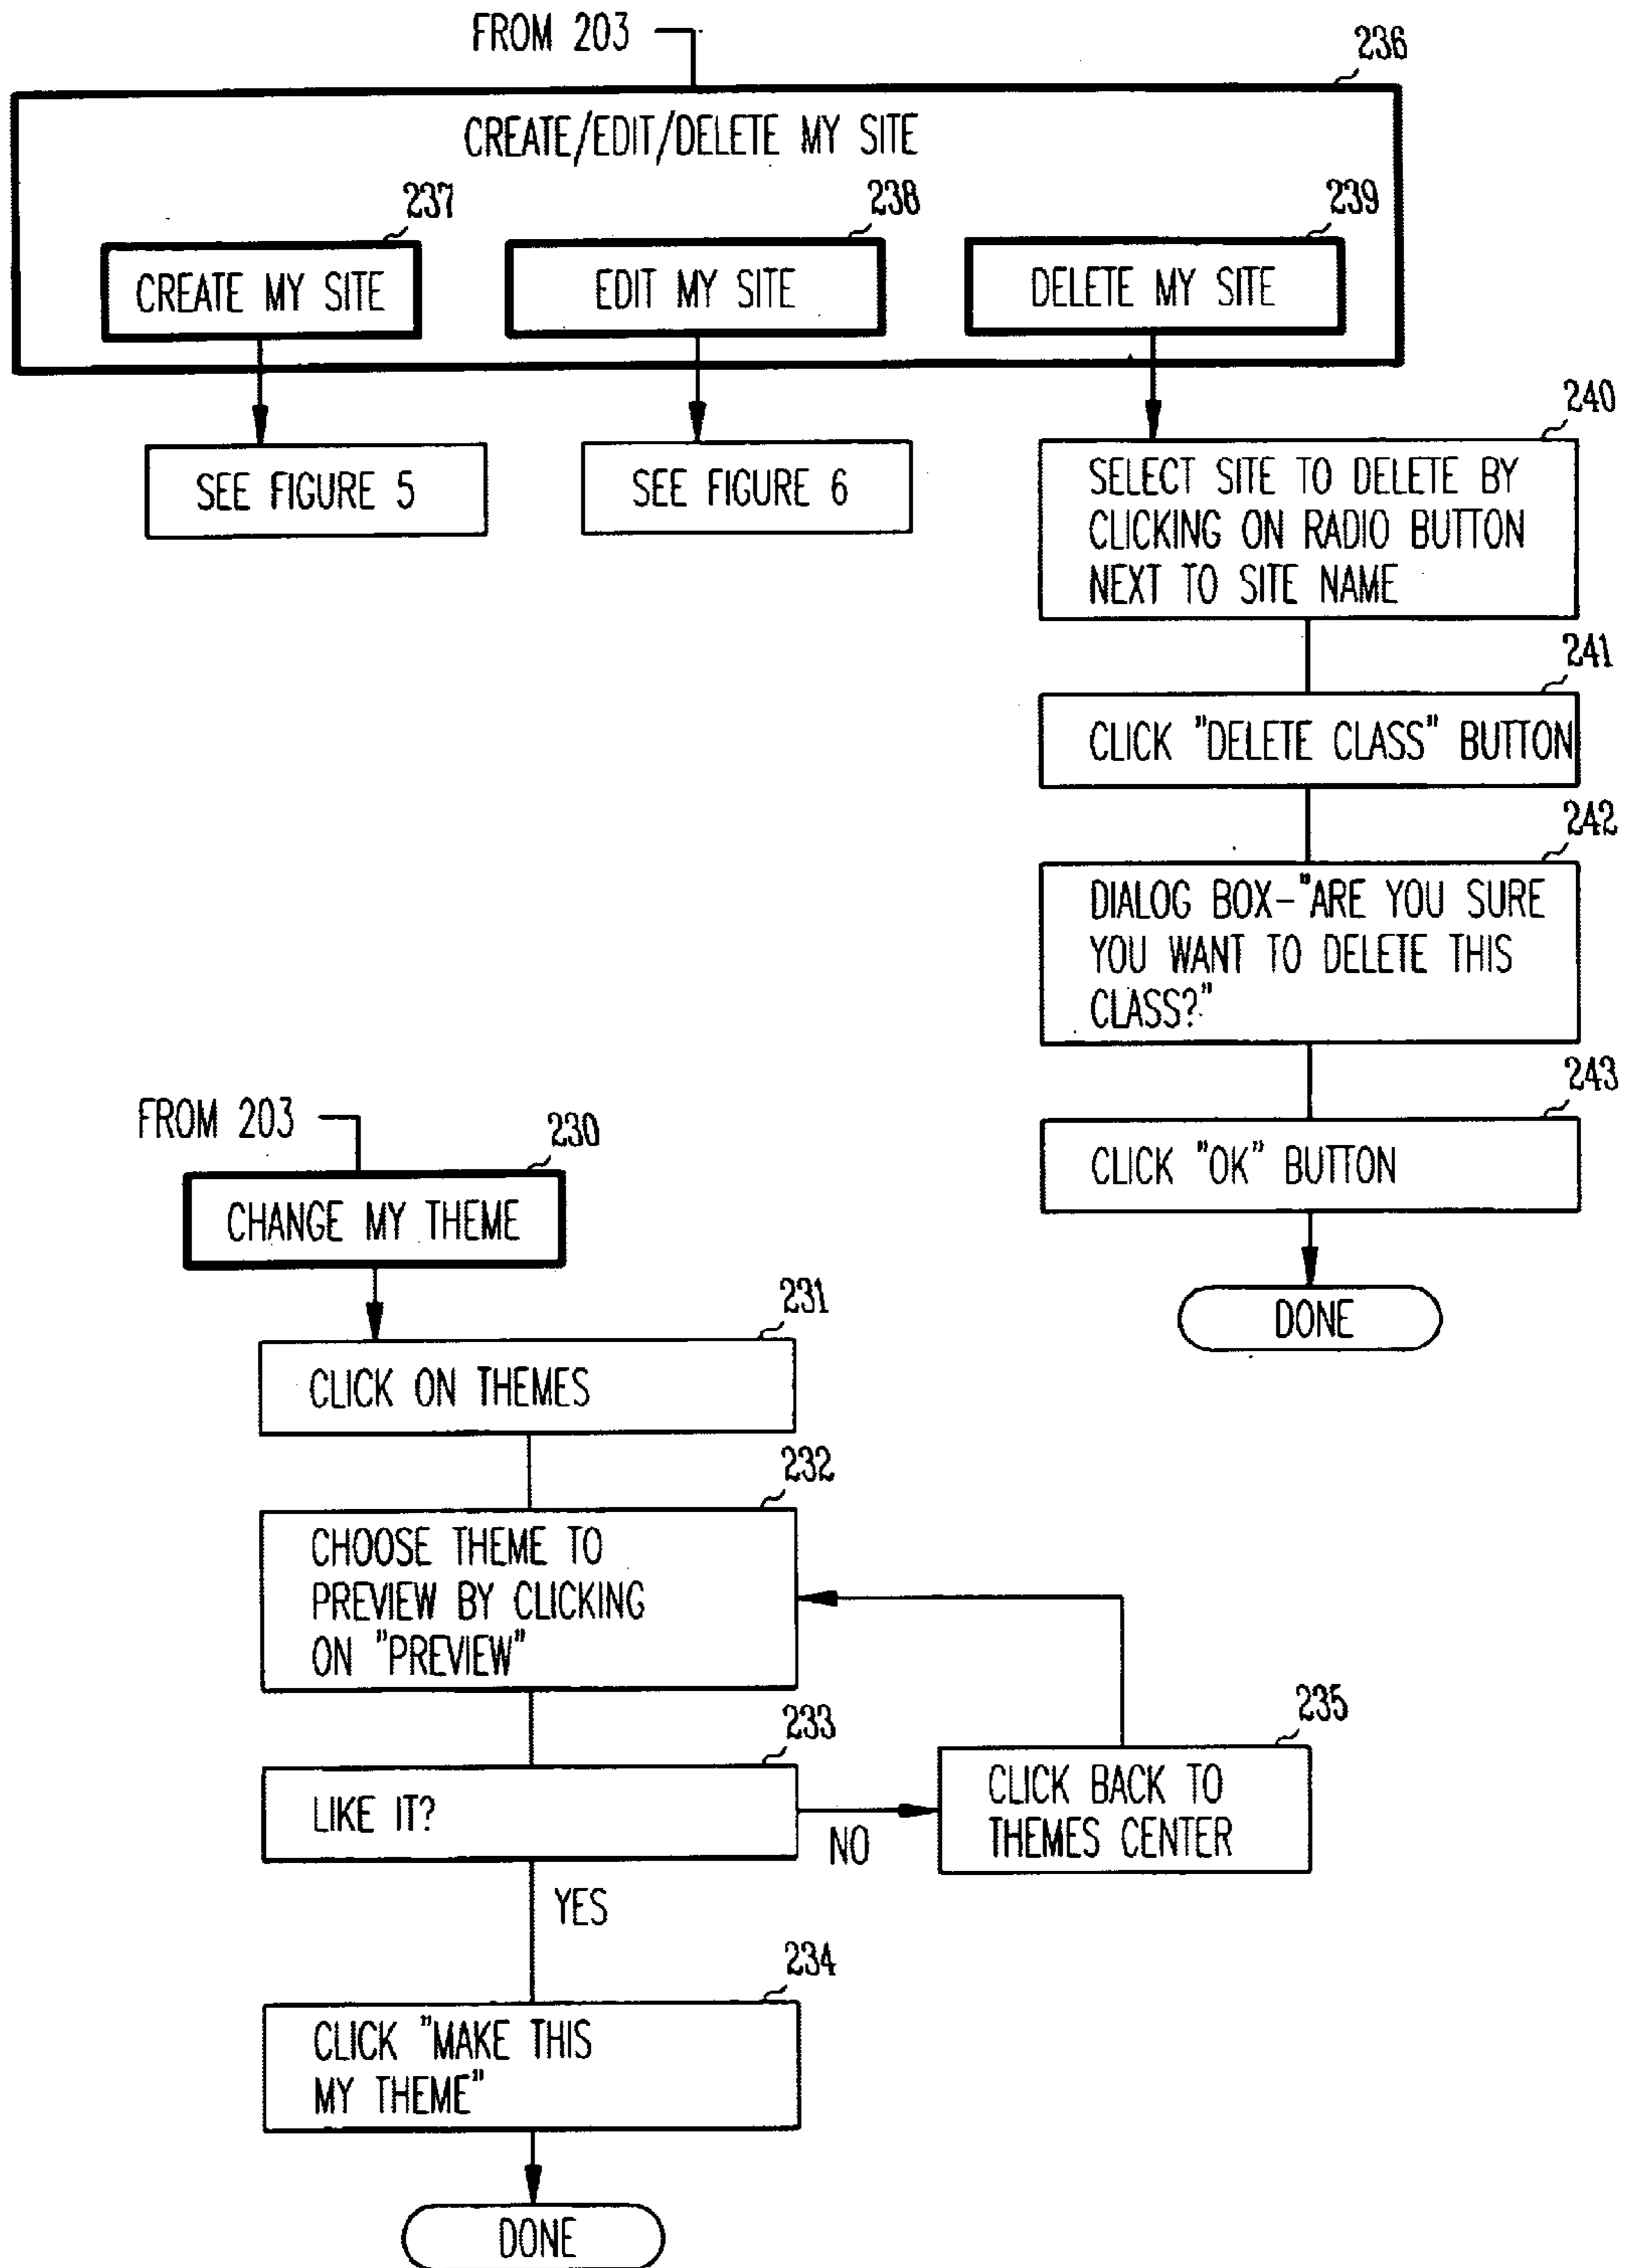 FROM 203
236
CREATE/EDIT/DELETE MY SITE
237
238
239
CREATE MY SITE
EDIT MY SITE
DELETE MY SITE
SEE FIGURE 5
SEE FIGURE 6
240
SELECT SITE TO DELETE BY
CLICKING ON RADIO BUTTON
NEXT TO SITE NAME
241
CLICK "DELETE CLASS" BUTTON
242
DIALOG BOX-"ARE YOU SURE
YOU WANT TO DELETE THIS
CLASS?"
243
CLICK "OK" BUTTON
DONE
FROM 203
230
CHANGE MY THEME
231
CLICK ON THEMES
232
CHOOSE THEME TO
PREVIEW BY CLICKING
ON "PREVIEW"
233
LIKE IT?
NO
235
CLICK BACK TO
THEMES CENTER
YES
234
CLICK "MAKE THIS
MY THEME"
DONE